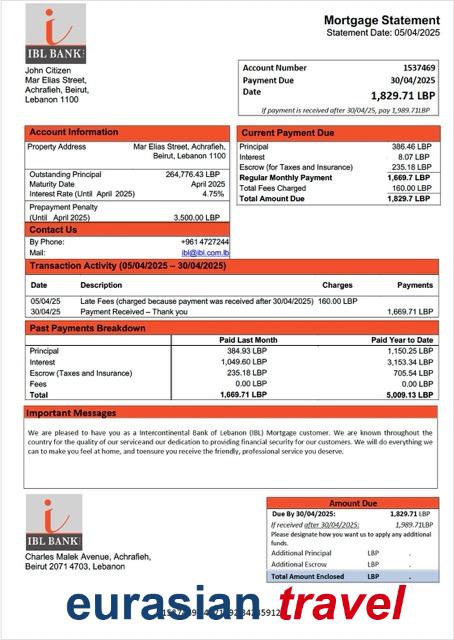 Mortgage Statement
Statement Date: 05/04/2025
i
IBL BANK
John Citizen
Mar Elias Street,
Achrafieh, Beirut,
Lebanon 1100
Account Number 1537469
Payment Due 30/04/2025
Date 1,829.71 LBP
If payment is received after 30/04/25, pay 1,989.71LBP
Account Information
Property Address Mar Elias Street, Achrafieh,
Beirut, Lebanon 1100
Outstanding Principal 264,776.43 LBP
Maturity Date April 2025
Interest Rate (Until April 2025) 4.75%
Prepayment Penalty
(Until April 2025) 3,500.00 LBP
Contact Us
By Phone: +961 4727244
Mail: ibl@ibl.com.lb
Current Payment Due
Principal 386.46 LBP
Interest 8.07 LBP
Escrow (for Taxes and Insurance) 235.18 LBP
Regular Monthly Payment 1,669.7 LBP
Total Fees Charged 160.00 LBP
Total Amount Due 1,829.7 LBP
Transaction Activity (05/04/2025 – 30/04/2025)
Date Description Charges Payments
05/04/25 Late Fees (charged because payment was received after 30/04/2025) 160.00 LBP
30/04/25 Payment Received – Thank you 1,669.71 LBP
Past Payments Breakdown
Paid Last Month Paid Year to Date
Principal 384.93 LBP 1,150.25 LBP
Interest 1,049.60 LBP 3,153.34 LBP
Escrow (Taxes and Insurance) 235.18 LBP 705.54 LBP
Fees 0.00 LBP 0.00 LBP
Total 1,669.71 LBP 5,009.13 LBP
Important Messages
We are pleased to have you as a Intercontinental Bank of Lebanon (IBL) Mortgage customer. We are known throughout the
country for the quality of our serviceand our dedication to providing financial security for our customers. We will do everything we
can to make you feel at home, and toensure you receive the friendly, professional service you deserve.
i
IBL BANK
Charles Malek Avenue, Achrafieh,
Beirut 2071 4703, Lebanon
Amount Due
Due By 30/04/2025: 1,829.71 LBP
If received after 30/04/2025: 1,989.71LBP
Please designate how you want us to apply any additional
funds.
Additional Principal LBP .
Additional Escrow LBP .
Total Amount Enclosed LBP .
eurasian travel